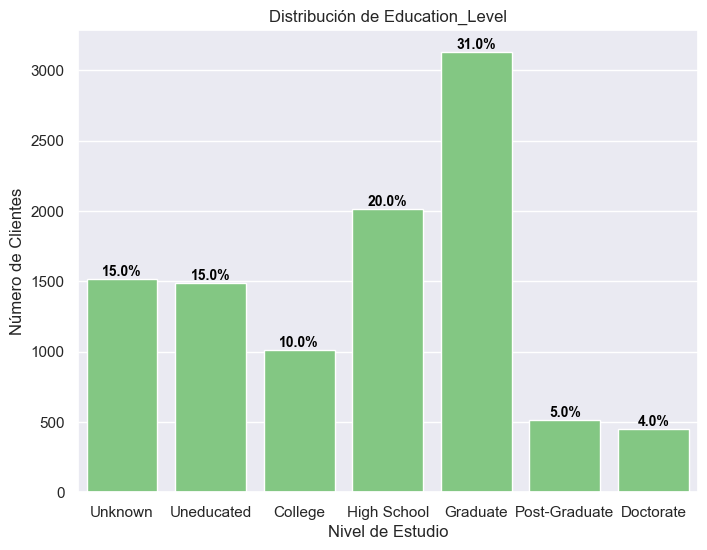 Distribución de Education_Level
Número de Clientes
3000
2500
2000
1500
1000
500
0
15.0%
15.0%
10.0%
20.0%
31.0%
5.0%
4.0%
Unknown
Uneducated
College
High School
Graduate
Post-Graduate
Doctorate
Nivel de Estudio